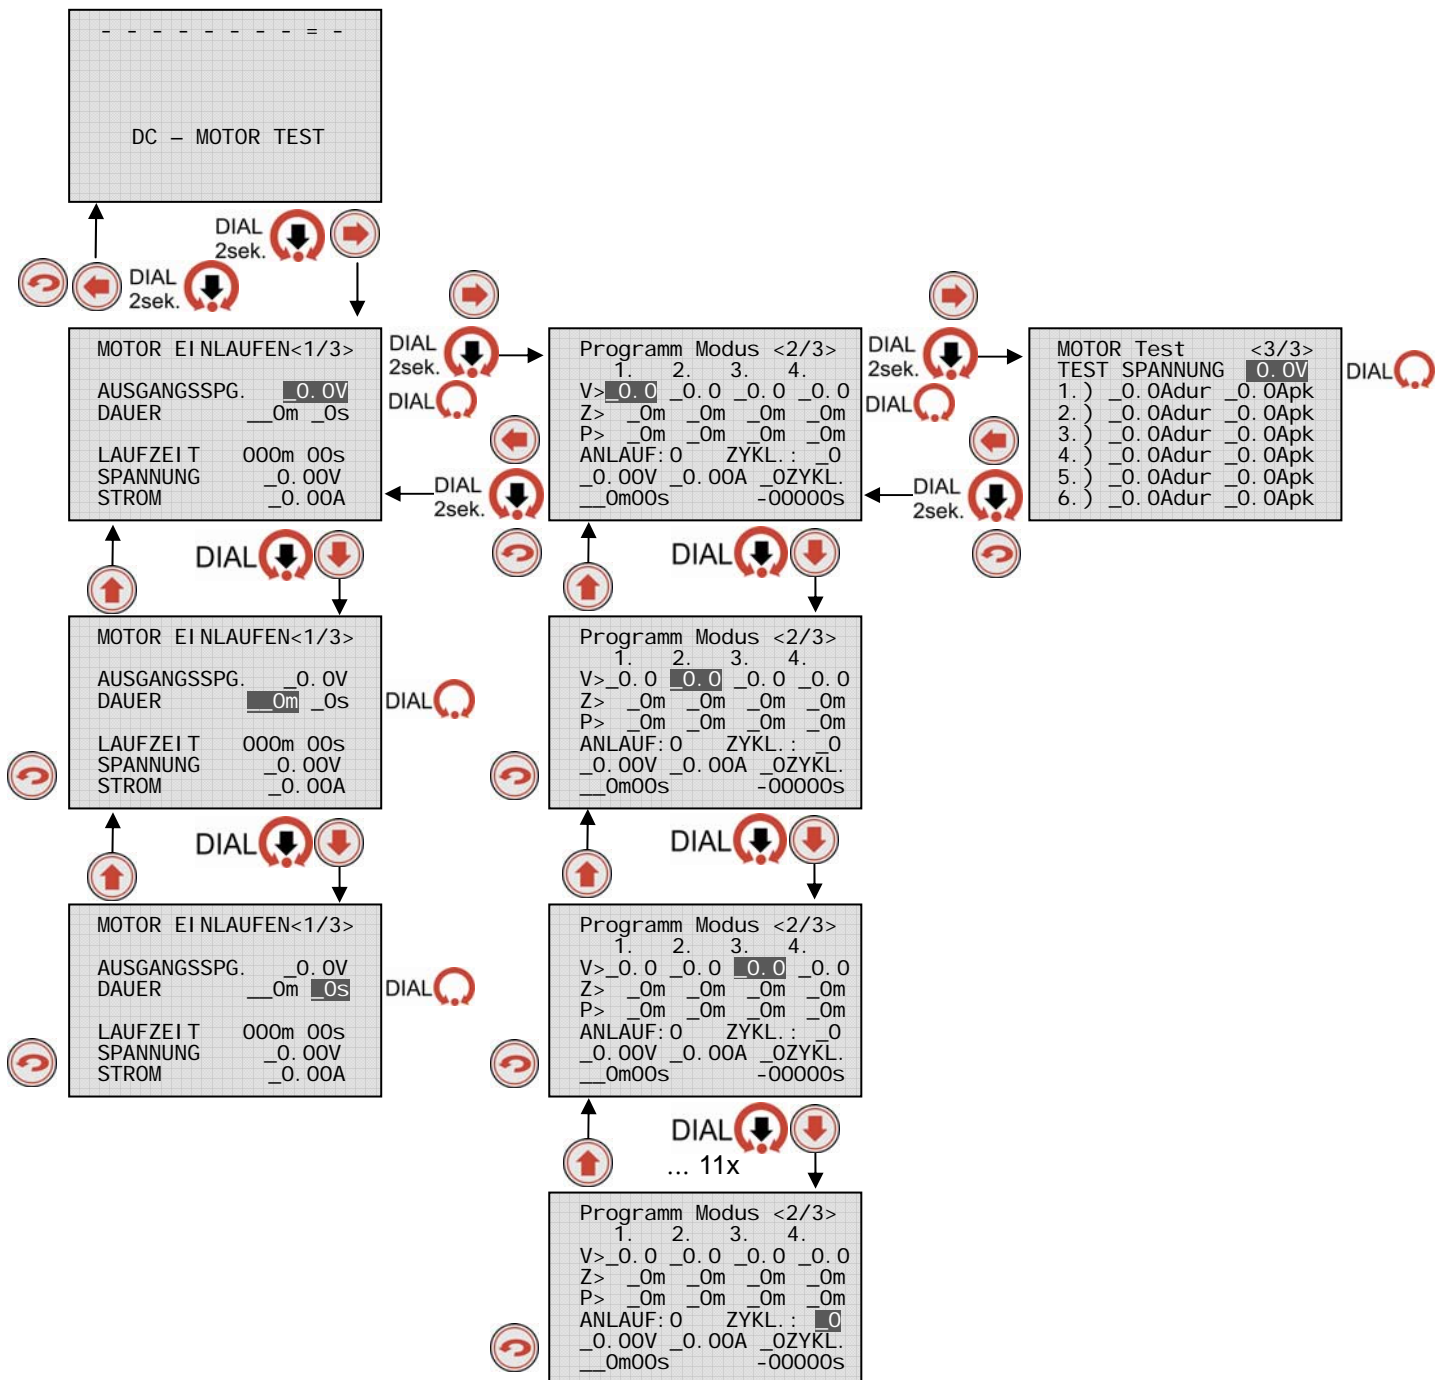 - - - - - - - - = -
DC – MOTOR TEST
DIAL
2sek.
DIAL
2sek.
MOTOR EINLAUFEN<1/3>
AUSGANGSSPG. _0.0V
DAUER __0m _0s
LAUFZEIT 000m 00s
SPANNUNG _0.00V
STROM _0.00A
DIAL
2sek.
DIAL
DIAL
2sek.
Programm Modus <2/3>
1. 2. 3. 4.
V>_0.0 _0.0 _0.0 _0.0
Z> _0m _0m _0m _0m
P> _0m _0m _0m _0m
ANLAUF:0 ZYKL.: _0
_0.00V _0.00A _0ZYKL.
__0m00s -00000s
DIAL
2sek.
DIAL
DIAL
2sek.
MOTOR Test <3/3>
TEST SPANNUNG 0.0V
1.) _0.0Adur _0.0Apk
2.) _0.0Adur _0.0Apk
3.) _0.0Adur _0.0Apk
4.) _0.0Adur _0.0Apk
5.) _0.0Adur _0.0Apk
6.) _0.0Adur _0.0Apk
DIAL
DIAL
DIAL
MOTOR EINLAUFEN<1/3>
AUSGANGSSPG. _0.0V
DAUER __0m _0s
LAUFZEIT 000m 00s
SPANNUNG _0.00V
STROM _0.00A
DIAL
Programm Modus <2/3>
1. 2. 3. 4.
V>_0.0 _0.0 _0.0 _0.0
Z> _0m _0m _0m _0m
P> _0m _0m _0m _0m
ANLAUF:0 ZYKL.: _0
_0.00V _0.00A _0ZYKL.
__0m00s -00000s
DIAL
DIAL
MOTOR EINLAUFEN<1/3>
AUSGANGSSPG. _0.0V
DAUER __0m _0s
LAUFZEIT 000m 00s
SPANNUNG _0.00V
STROM _0.00A
DIAL
Programm Modus <2/3>
1. 2. 3. 4.
V>_0.0 _0.0 _0.0 _0.0
Z> _0m _0m _0m _0m
P> _0m _0m _0m _0m
ANLAUF:0 ZYKL.: _0
_0.00V _0.00A _0ZYKL.
__0m00s -00000s
DIAL
... 11x
Programm Modus <2/3>
1. 2. 3. 4.
V>_0.0 _0.0 _0.0 _0.0
Z> _0m _0m _0m _0m
P> _0m _0m _0m _0m
ANLAUF:0 ZYKL.: _0
_0.00V _0.00A _0ZYKL.
__0m00s -00000s